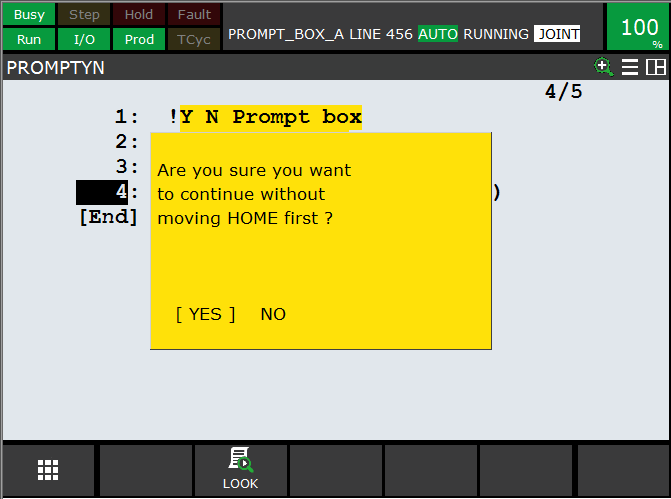 Busy Step Hold Fault
Run I/O Prod TCyc
PROMPT_BOX_A LINE 456 AUTO RUNNING JOINT
100
%
PROMPTYN
4/5
1: !Y N Prompt box
2:
3:
4: )
[End]
Are you sure you want
to continue without
moving HOME first ?
[ YES ] NO
LOOK